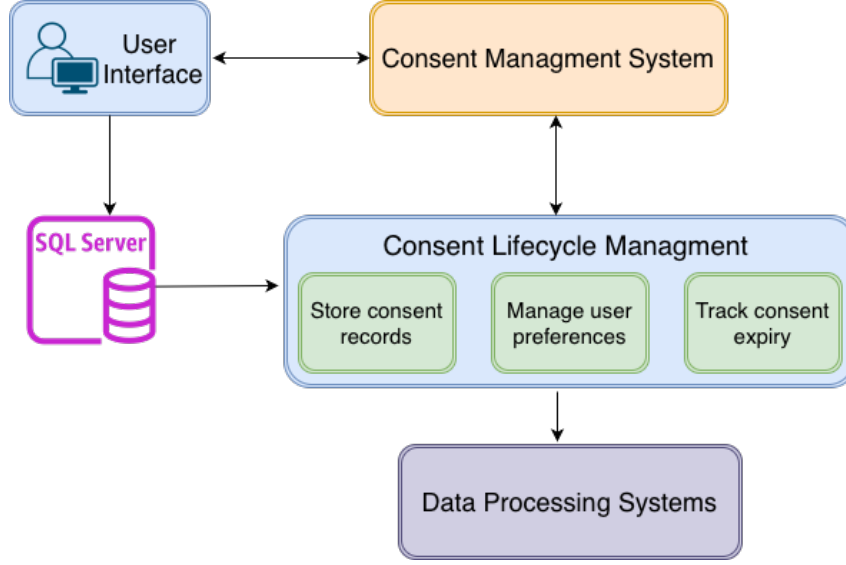 User
Interface
Consent Managment System
SQL Server
Consent Lifecycle Managment
Store consent
records
Manage user
preferences
Track consent
expiry
Data Processing Systems